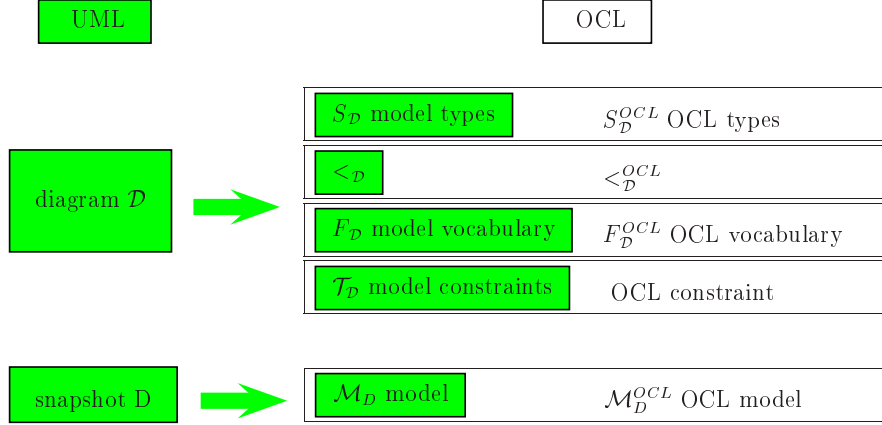 UML OCL
S_𝒟 model types S_𝒟^{OCL} OCL types
<_𝒟 <_𝒟^{OCL}
diagram 𝒟
F_𝒟 model vocabulary F_𝒟^{OCL} OCL vocabulary
𝒯_𝒟 model constraints OCL constraint
snapshot D ℳ_D model ℳ_D^{OCL} OCL model